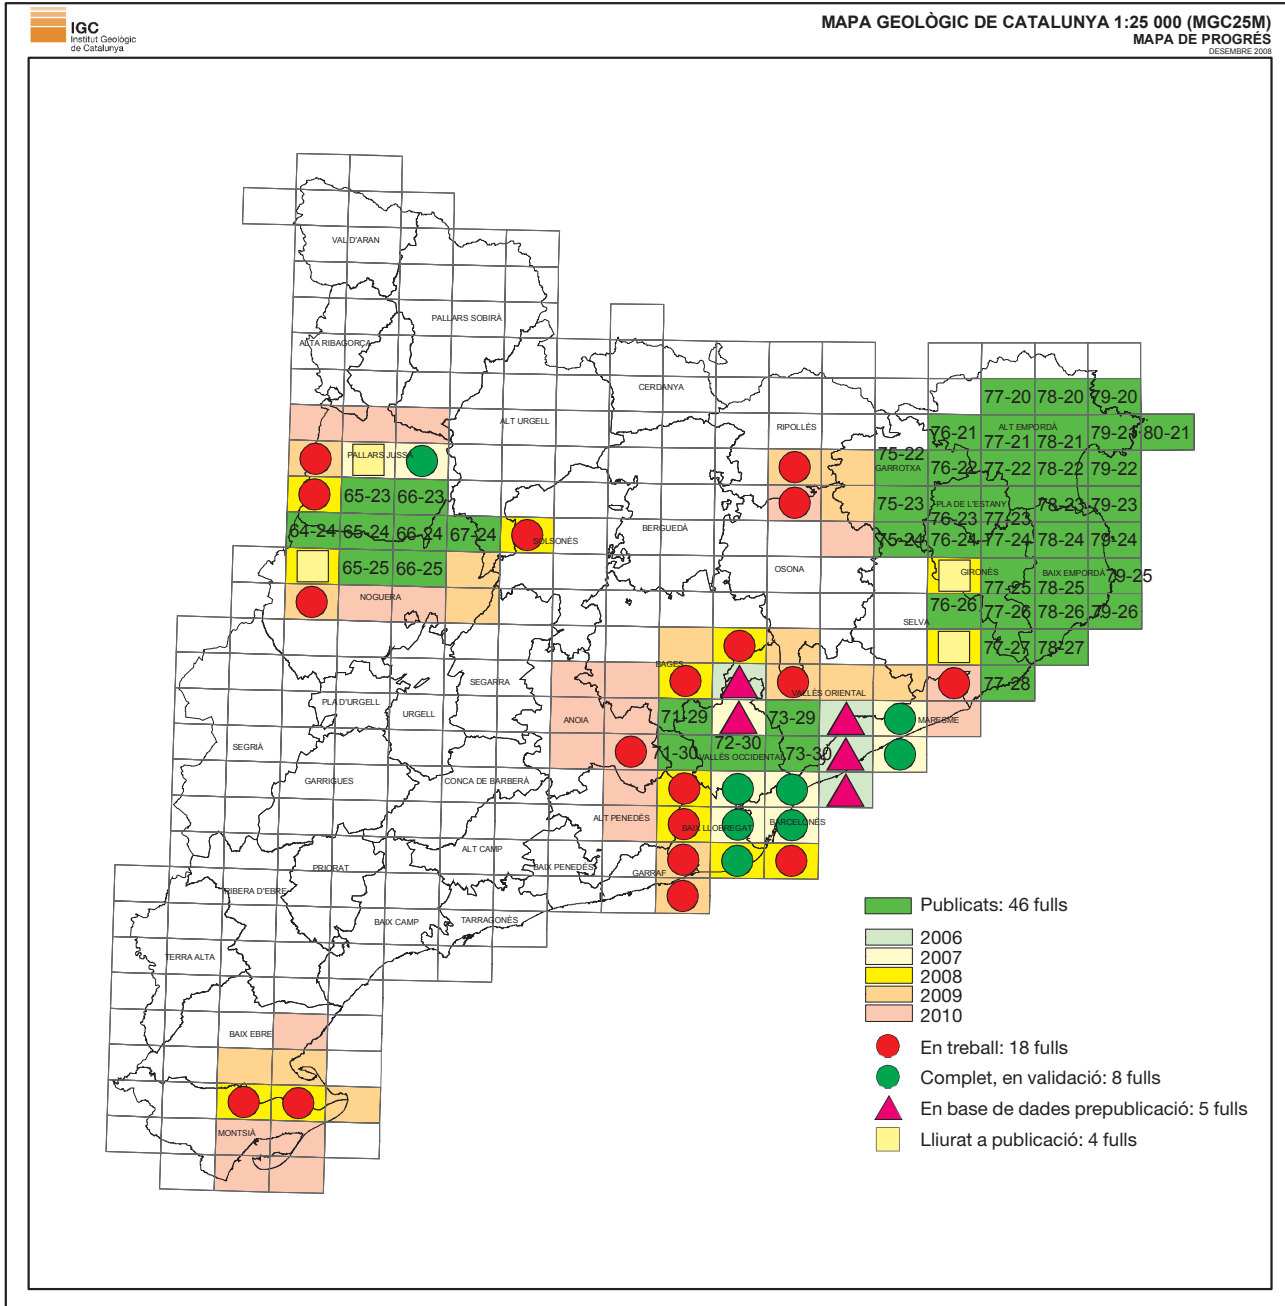 IGC
Institut Geològic
de Catalunya
MAPA GEOLÒGIC DE CATALUNYA 1:25 000 (MGC25M)
MAPA DE PROGRÉS
DESEMBRE 2008
VAL D'ARAN
PALLARS SOBIRÀ
ALTA RIBAGORÇA
CERDANYA
77-20 78-20 79-20
ALT URGELL
RIPOLLÈS
76-21
ALT EMPORDÀ
77-21 78-21 79-21 80-21
PALLARS JUSSÀ
75-22
GARROTXA
76-22 77-22 78-22 79-22
65-23 66-23
75-23
PLA DE L'ESTANY
76-23 77-23 78-23 79-23
64-24 65-24 66-24 67-24
SOLSONÈS
BERGUEDÀ
75-24 76-24 77-24 78-24 79-24
65-25 66-25
OSONA
GIRONÈS
BAIX EMPORDÀ
77-25 78-25 79-25
NOGUERA
SELVA
76-26 77-26 78-26 79-26
77-27 78-27
BAGES
SEGARRA
VALLÈS ORIENTAL
77-28
PLA D'URGELL
URGELL
ANOIA
71-29 73-29
MARESME
SEGRIÀ
71-30 72-30 73-30
VALLÈS OCCIDENTAL
GARRIGUES
CONCA DE BARBERÀ
ALT PENEDÈS
BAIX LLOBREGAT
BARCELONÈS
ALT CAMP
PRIORAT
BAIX PENEDÈS
GARRAF
RIBERA D'EBRE
BAIX CAMP
TARRAGONÈS
TERRA ALTA
BAIX EBRE
MONTSIÀ
Publicats: 46 fulls
2006
2007
2008
2009
2010
En treball: 18 fulls
Complet, en validació: 8 fulls
En base de dades prepublicació: 5 fulls
Lliurat a publicació: 4 fulls